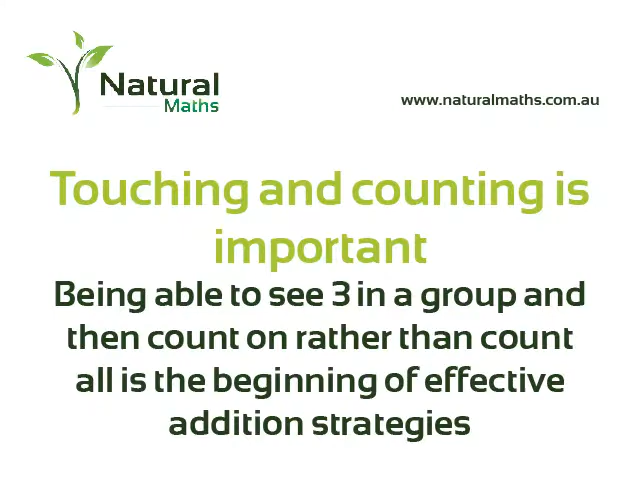 Natural
Maths
www.naturalmaths.com.au
Touching and counting is
important
Being able to see 3 in a group and
then count on rather than count
all is the beginning of effective
addition strategies